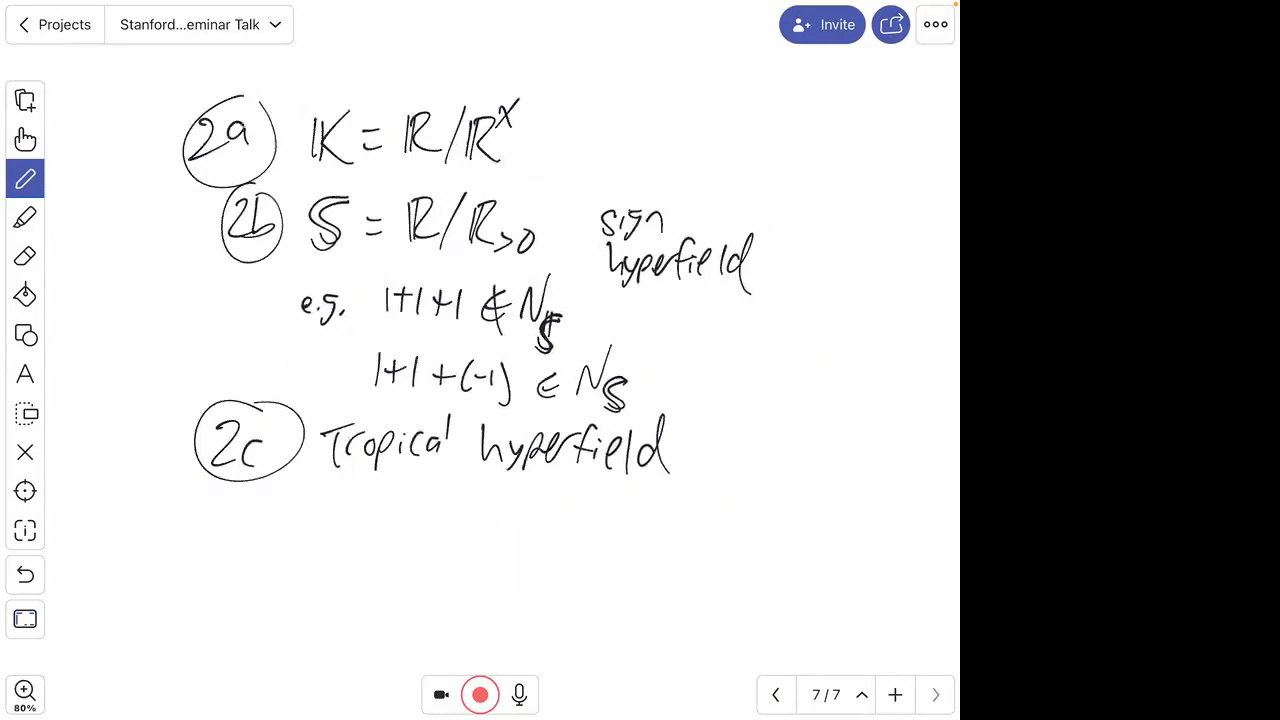 Projects
Stanford...eminar Talk
Invite
2a 𝕂 = ℝ/ℝ^×
2b 𝕊 = ℝ/ℝ_{>0} sign hyperfield
e.g. 1+1+1 ∉ N_𝕊
1+1+(-1) ∈ N_𝕊
2c Tropical hyperfield
A
80%
7/7